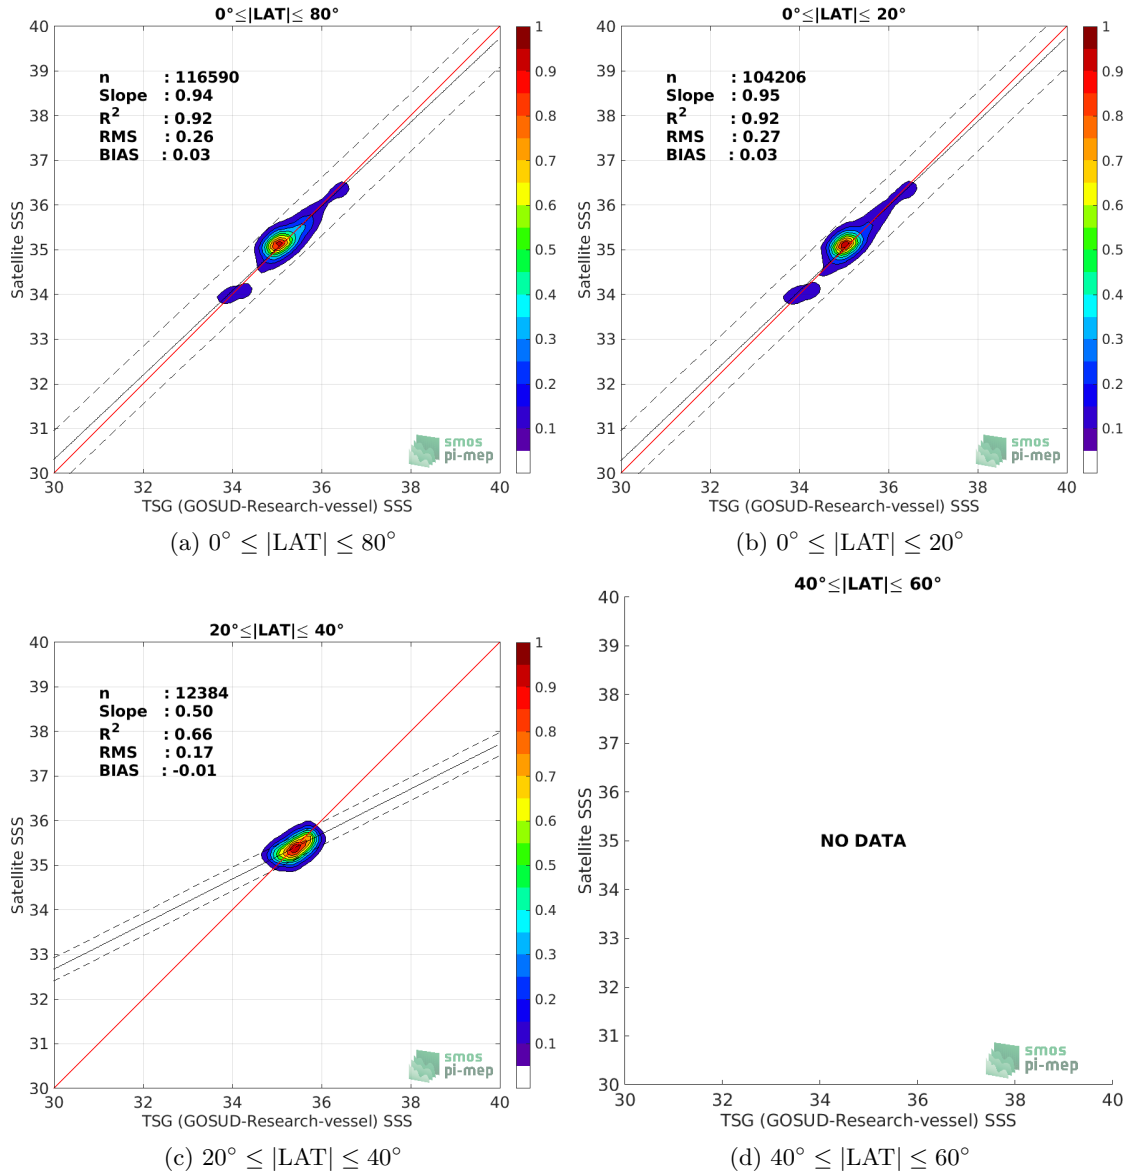 0°≤|LAT|≤ 80°
40
39
38
37
36
35
34
33
32
31
30
Satellite SSS
n : 116590
Slope : 0.94
R2 : 0.92
RMS : 0.26
BIAS : 0.03
smos
pi-mep
30 32 34 36 38 40
TSG (GOSUD-Research-vessel) SSS
1
0.9
0.8
0.7
0.6
0.5
0.4
0.3
0.2
0.1
(a) 0° ≤ |LAT| ≤ 80°
0°≤|LAT|≤ 20°
40
39
38
37
36
35
34
33
32
31
30
Satellite SSS
n : 104206
Slope : 0.95
R2 : 0.92
RMS : 0.27
BIAS : 0.03
smos
pi-mep
30 32 34 36 38 40
TSG (GOSUD-Research-vessel) SSS
1
0.9
0.8
0.7
0.6
0.5
0.4
0.3
0.2
0.1
(b) 0° ≤ |LAT| ≤ 20°
20°≤|LAT|≤ 40°
40
39
38
37
36
35
34
33
32
31
30
Satellite SSS
n : 12384
Slope : 0.50
R2 : 0.66
RMS : 0.17
BIAS : -0.01
smos
pi-mep
30 32 34 36 38 40
TSG (GOSUD-Research-vessel) SSS
1
0.9
0.8
0.7
0.6
0.5
0.4
0.3
0.2
0.1
(c) 20° ≤ |LAT| ≤ 40°
40°≤|LAT|≤ 60°
40
39
38
37
36
35
34
33
32
31
30
Satellite SSS
NO DATA
smos
pi-mep
30 32 34 36 38 40
TSG (GOSUD-Research-vessel) SSS
(d) 40° ≤ |LAT| ≤ 60°